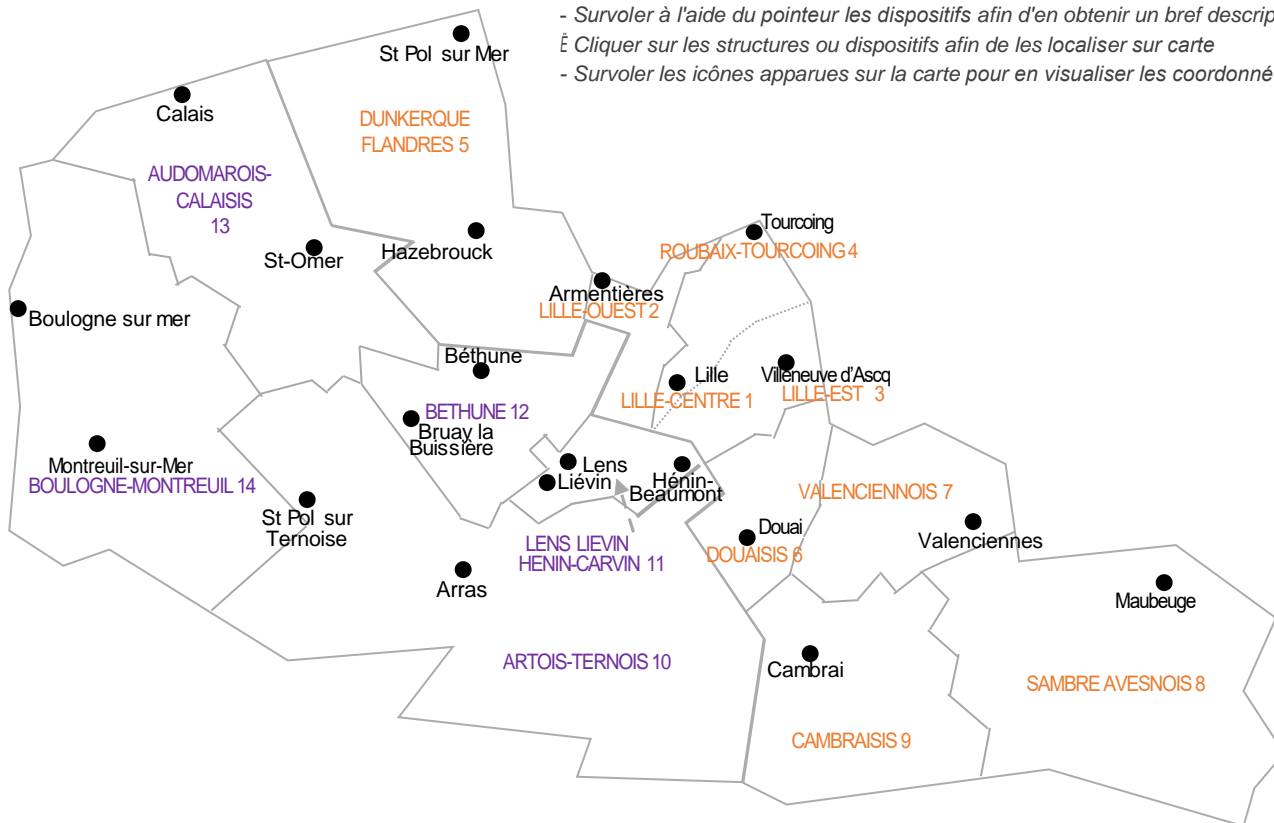 - Survoler à l'aide du pointeur les dispositifs afin d'en obtenir un bref descrip
Ê Cliquer sur les structures ou dispositifs afin de les localiser sur carte
- Survoler les icônes apparues sur la carte pour en visualiser les coordonné
St Pol sur Mer
Calais
DUNKERQUE
FLANDRES 5
AUDOMAROIS-
CALAISIS
13
St-Omer
Hazebrouck
Tourcoing
ROUBAIX-TOURCOING 4
Armentières
LILLE-OUEST 2
Boulogne sur mer
Béthune
Lille
LILLE-CENTRE 1
Villeneuve d'Ascq
LILLE-EST 3
BETHUNE 12
Bruay la
Buissière
Montreuil-sur-Mer
BOULOGNE-MONTREUIL 14
Lens
Liévin
Hénin-
Beaumont
VALENCIENNOIS 7
St Pol sur
Ternoise
Douai
DOUAISIS 6
Valenciennes
LENS LIEVIN
HENIN-CARVIN 11
Arras
Maubeuge
ARTOIS-TERNOIS 10
Cambrai
SAMBRE AVESNOIS 8
CAMBRAISIS 9